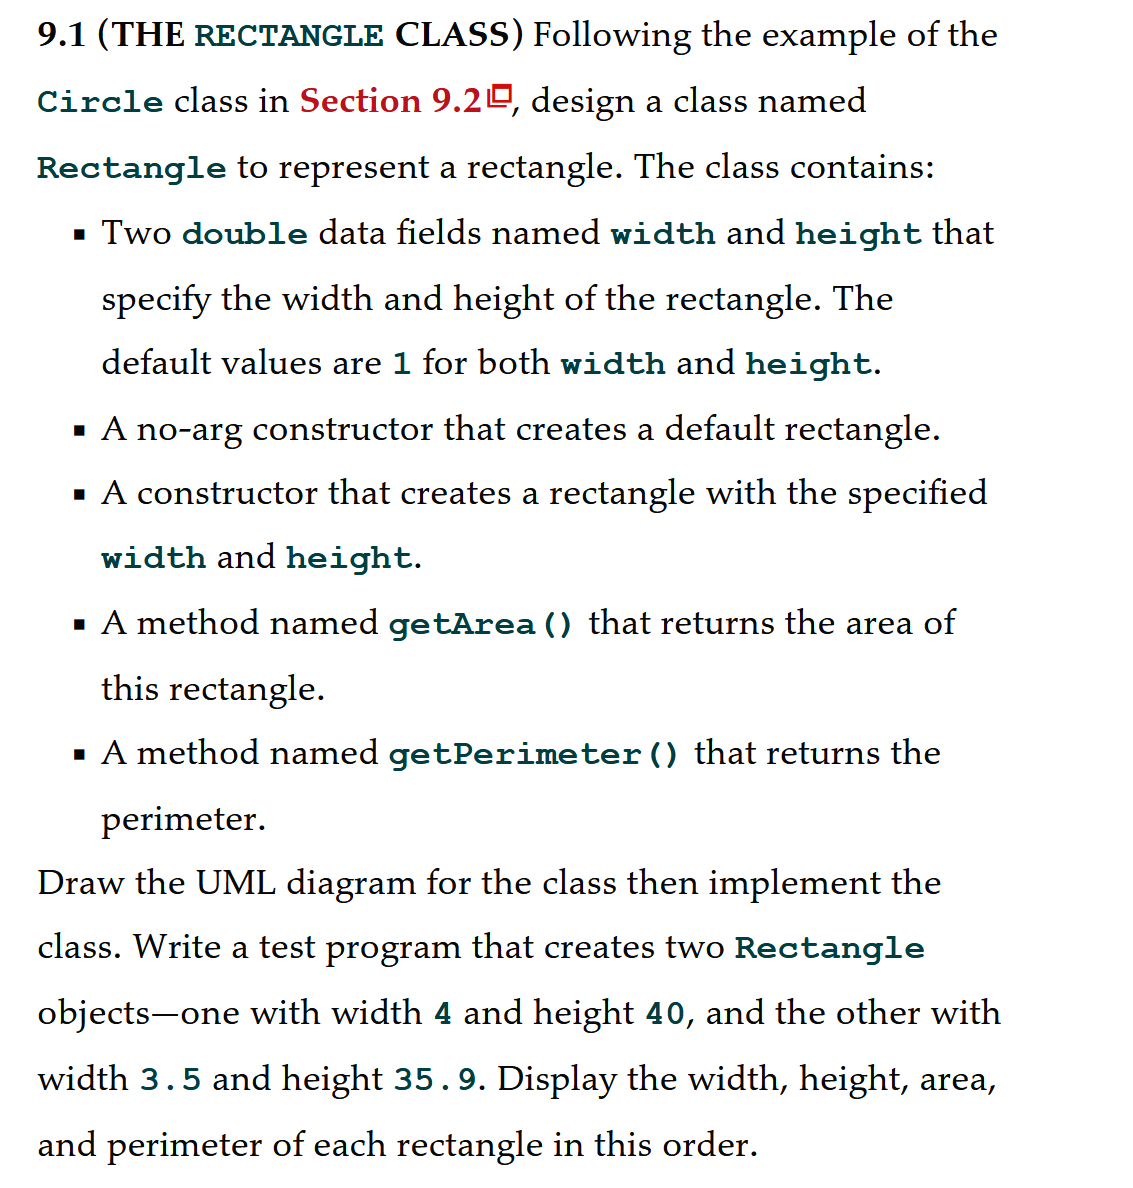 9.1 (THE RECTANGLE CLASS) Following the example of the
Circle class in Section 9.2, design a class named
Rectangle to represent a rectangle. The class contains:
▪ Two double data fields named width and height that
specify the width and height of the rectangle. The
default values are 1 for both width and height.
▪ A no-arg constructor that creates a default rectangle.
▪ A constructor that creates a rectangle with the specified
width and height.
▪ A method named getArea() that returns the area of
this rectangle.
▪ A method named getPerimeter() that returns the
perimeter.
Draw the UML diagram for the class then implement the
class. Write a test program that creates two Rectangle
objects—one with width 4 and height 40, and the other with
width 3.5 and height 35.9. Display the width, height, area,
and perimeter of each rectangle in this order.